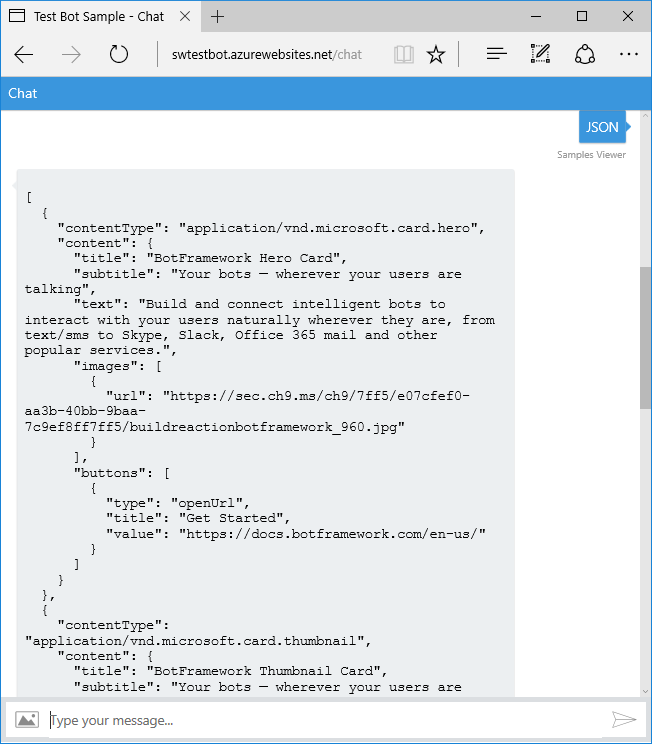 Test Bot Sample - Chat
swtestbot.azurewebsites.net/chat
Chat
JSON
Samples Viewer
[
  {
    "contentType": "application/vnd.microsoft.card.hero",
    "content": {
      "title": "BotFramework Hero Card",
      "subtitle": "Your bots — wherever your users are
talking",
      "text": "Build and connect intelligent bots to
interact with your users naturally wherever they are, from
text/sms to Skype, Slack, Office 365 mail and other
popular services.",
      "images": [
        {
          "url": "https://sec.ch9.ms/ch9/7ff5/e07cfef0-
aa3b-40bb-9baa-
7c9ef8ff7ff5/buildreactionbotframework_960.jpg"
        }
      ],
      "buttons": [
        {
          "type": "openUrl",
          "title": "Get Started",
          "value": "https://docs.botframework.com/en-us/"
        }
      ]
    }
  },
  {
    "contentType":
"application/vnd.microsoft.card.thumbnail",
    "content": {
      "title": "BotFramework Thumbnail Card",
      "subtitle": "Your bots — wherever your users are
Type your message...